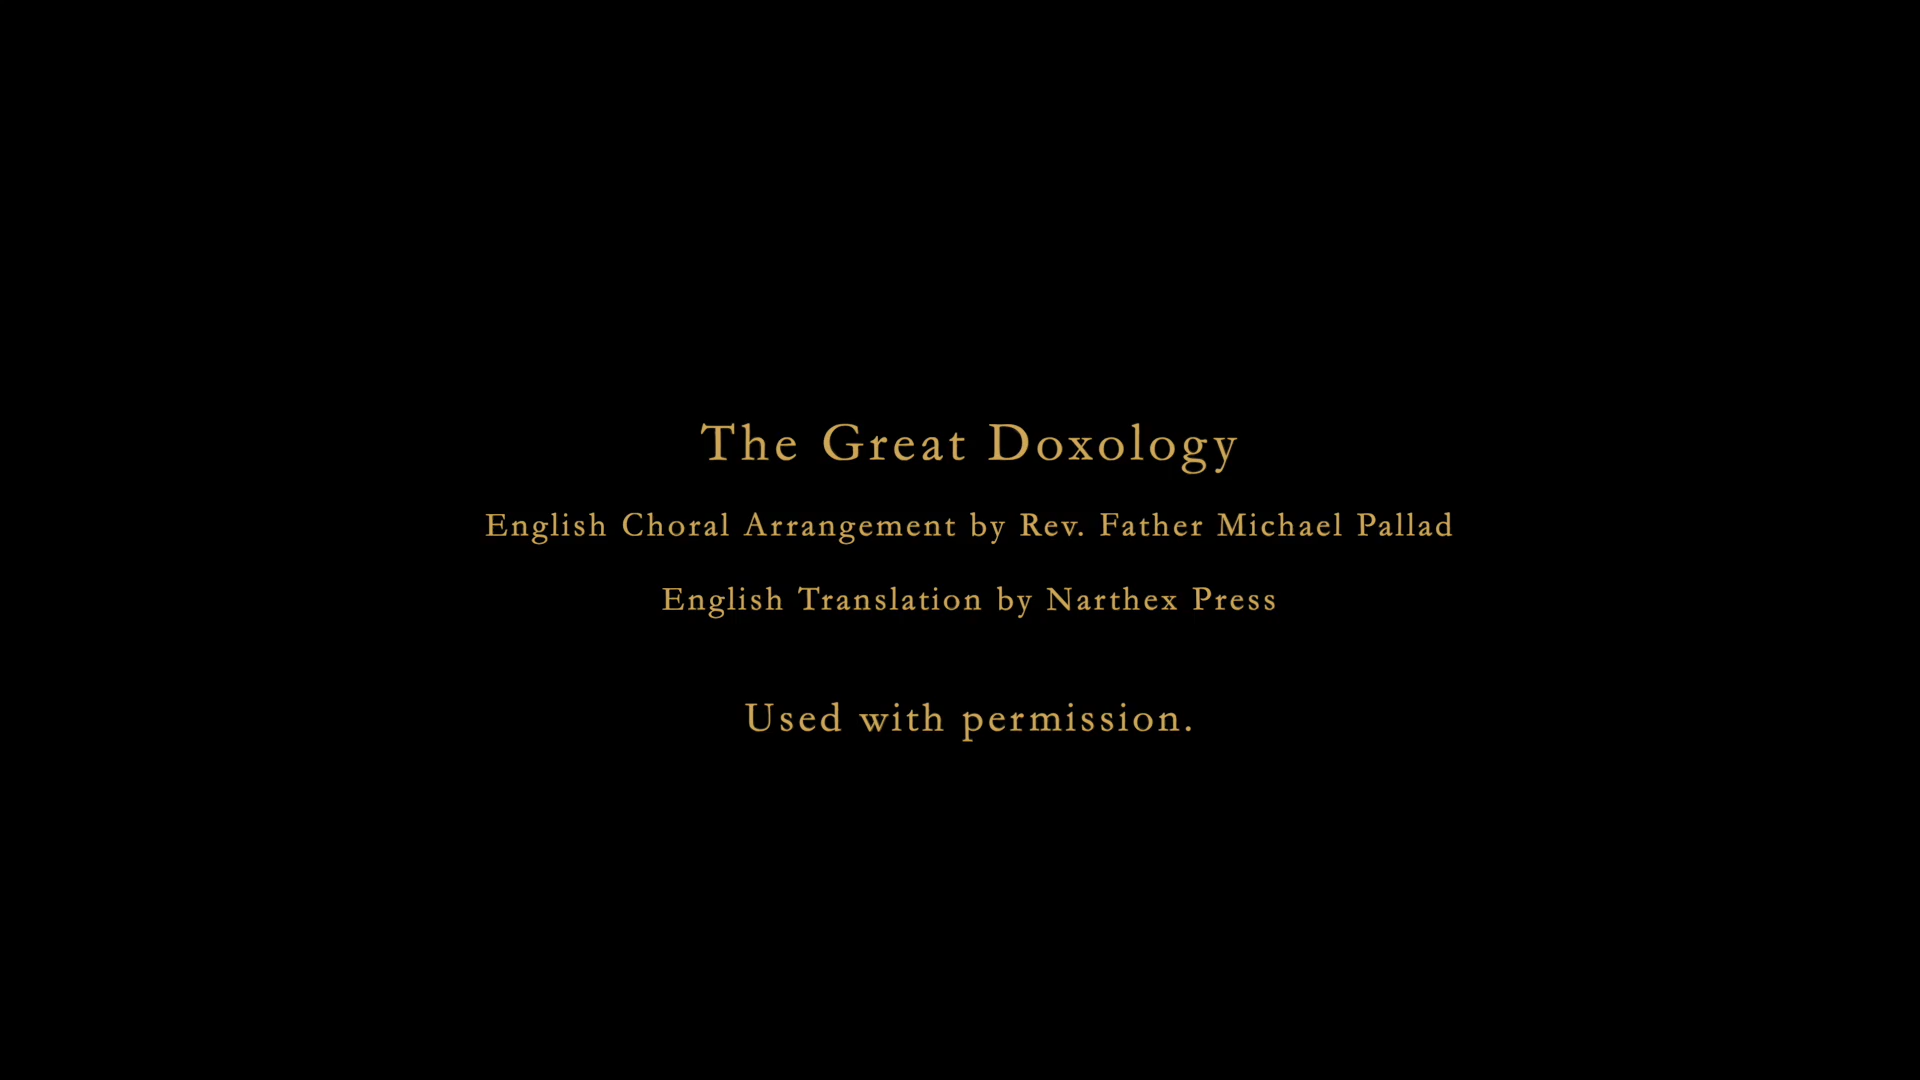 The Great Doxology
English Choral Arrangement by Rev. Father Michael Pallad
English Translation by Narthex Press
Used with permission.